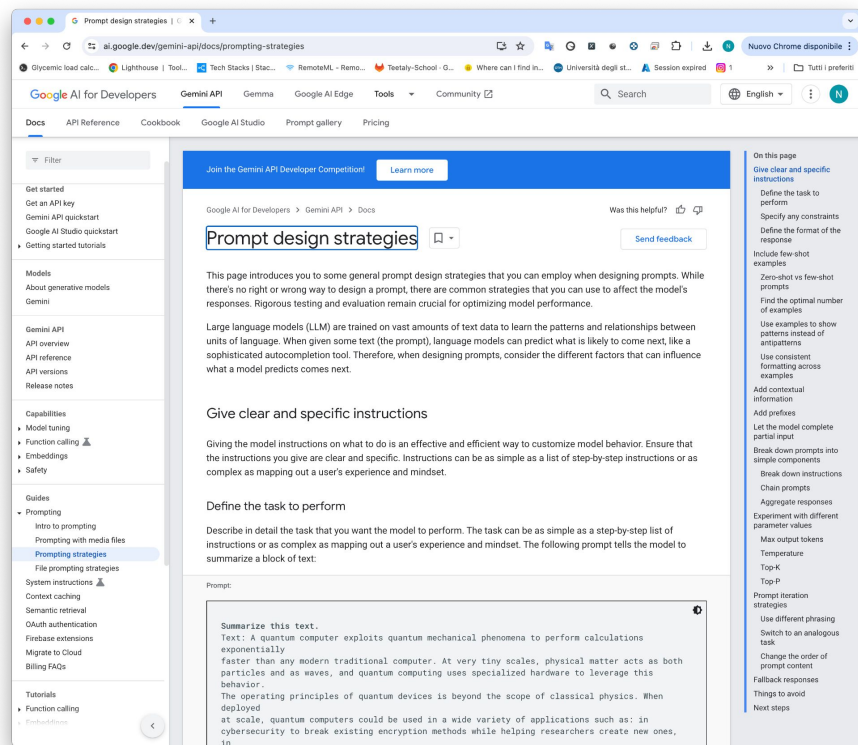 Prompt design strategies | G
ai.google.dev/gemini-api/docs/prompting-strategies
Nuovo Chrome disponibile
Glycemic load calc...
Lighthouse | Tool...
Tech Stacks | Stac...
RemoteML - Remo...
Teetaly-School · G...
Where can I find in...
Università degli st...
Session expired
1
»
Tutti i preferiti
Google AI for Developers
Gemini API
Gemma
Google AI Edge
Tools
Community
Search
English
N
Docs
API Reference
Cookbook
Google AI Studio
Prompt gallery
Pricing
Filter
Get started
Get an API key
Gemini API quickstart
Google AI Studio quickstart
Getting started tutorials
Models
About generative models
Gemini
Gemini API
API overview
API reference
API versions
Release notes
Capabilities
Model tuning
Function calling
Embeddings
Safety
Guides
Prompting
Intro to prompting
Prompting with media files
Prompting strategies
File prompting strategies
System instructions
Context caching
Semantic retrieval
OAuth authentication
Firebase extensions
Migrate to Cloud
Billing FAQs
Tutorials
Function calling
Embeddings
Join the Gemini API Developer Competition!
Learn more
Google AI for Developers > Gemini API > Docs
Was this helpful?
Prompt design strategies
Send feedback
This page introduces you to some general prompt design strategies that you can employ when designing prompts. While
there's no right or wrong way to design a prompt, there are common strategies that you can use to affect the model's
responses. Rigorous testing and evaluation remain crucial for optimizing model performance.
Large language models (LLM) are trained on vast amounts of text data to learn the patterns and relationships between
units of language. When given some text (the prompt), language models can predict what is likely to come next, like a
sophisticated autocompletion tool. Therefore, when designing prompts, consider the different factors that can influence
what a model predicts comes next.
Give clear and specific instructions
Giving the model instructions on what to do is an effective and efficient way to customize model behavior. Ensure that
the instructions you give are clear and specific. Instructions can be as simple as a list of step-by-step instructions or as
complex as mapping out a user's experience and mindset.
Define the task to perform
Describe in detail the task that you want the model to perform. The task can be as simple as a step-by-step list of
instructions or as complex as mapping out a user's experience and mindset. The following prompt tells the model to
summarize a block of text:
Prompt:
Summarize this text.
Text: A quantum computer exploits quantum mechanical phenomena to perform calculations
exponentially
faster than any modern traditional computer. At very tiny scales, physical matter acts as both
particles and as waves, and quantum computing uses specialized hardware to leverage this
behavior.
The operating principles of quantum devices is beyond the scope of classical physics. When
deployed
at scale, quantum computers could be used in a wide variety of applications such as: in
cybersecurity to break existing encryption methods while helping researchers create new ones,
in
On this page
Give clear and specific
instructions
Define the task to
perform
Specify any constraints
Define the format of the
response
Include few-shot
examples
Zero-shot vs few-shot
prompts
Find the optimal number
of examples
Use examples to show
patterns instead of
antipatterns
Use consistent
formatting across
examples
Add contextual
information
Add prefixes
Let the model complete
partial input
Break down prompts into
simple components
Break down instructions
Chain prompts
Aggregate responses
Experiment with different
parameter values
Max output tokens
Temperature
Top-K
Top-P
Prompt iteration
strategies
Use different phrasing
Switch to an analogous
task
Change the order of
prompt content
Fallback responses
Things to avoid
Next steps